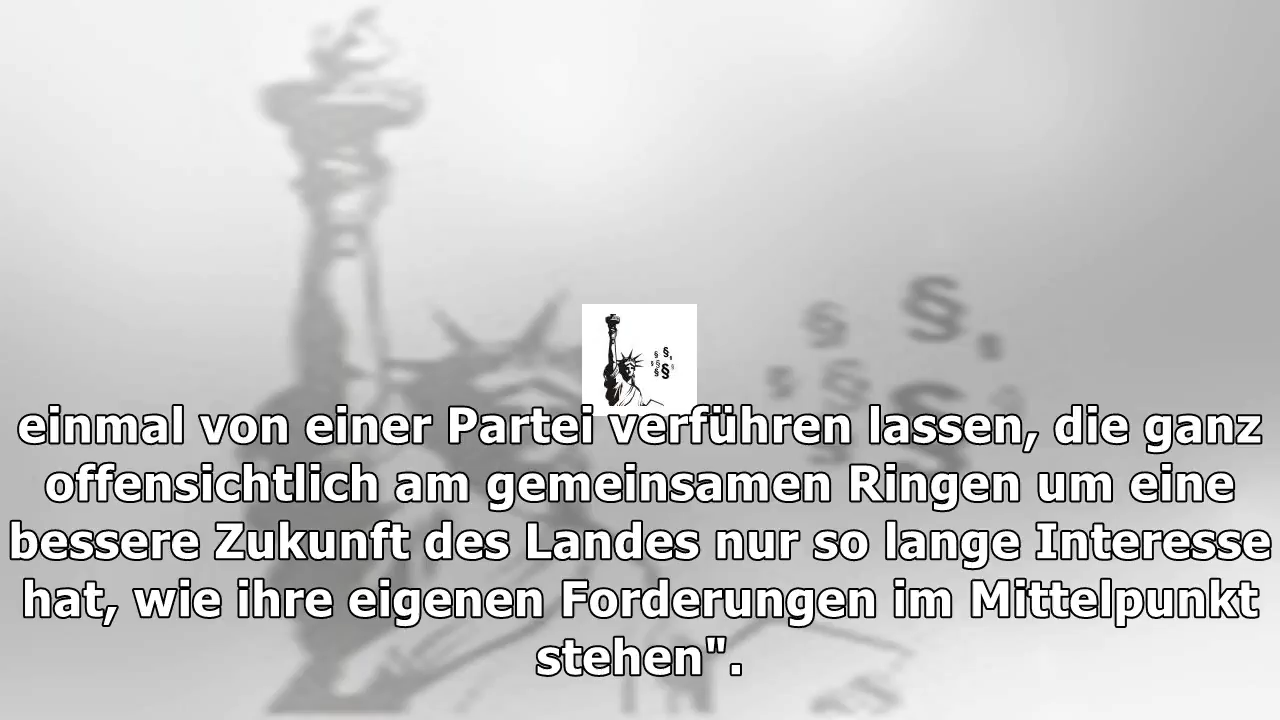 einmal von einer Partei verführen lassen, die ganz
offensichtlich am gemeinsamen Ringen um eine
bessere Zukunft des Landes nur so lange Interesse
hat, wie ihre eigenen Forderungen im Mittelpunkt
stehen".